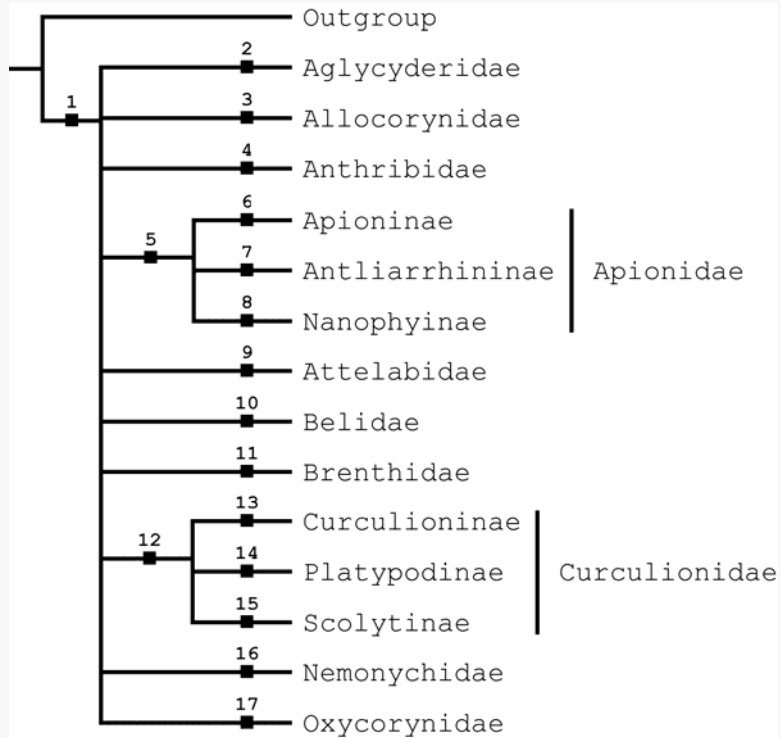 Outgroup
2
Aglycyderidae
1
3
Allocorynidae
4
Anthribidae
6
Apioninae
5
7
Antliarrhininae
Apionidae
8
Nanophyinae
9
Attelabidae
10
Belidae
11
Brenthidae
13
Curculioninae
12
14
Platypodinae
Curculionidae
15
Scolytinae
16
Nemonychidae
17
Oxycorynidae